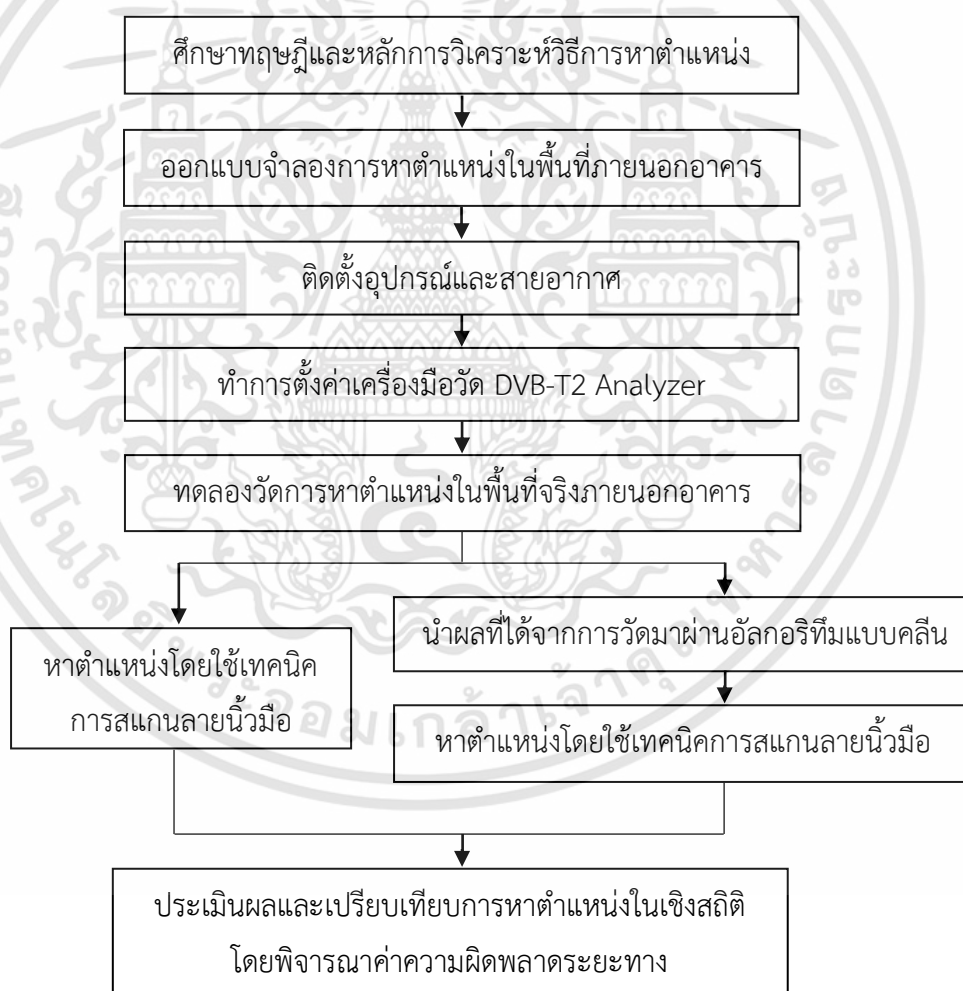 ศึกษาทฤษฎีและหลักการวิเคราะห์วิธีการหาตำแหน่ง
ออกแบบจำลองการหาตำแหน่งในพื้นที่ภายนอกอาคาร
ติดตั้งอุปกรณ์และสายอากาศ
ทำการตั้งค่าเครื่องมือวัด DVB-T2 Analyzer
ทดลองวัดการหาตำแหน่งในพื้นที่จริงภายนอกอาคาร
หาตำแหน่งโดยใช้เทคนิค
การสแกนลายนิ้วมือ
นำผลที่ได้จากการวัดมาผ่านอัลกอริทึมแบบคลีน
หาตำแหน่งโดยใช้เทคนิคการสแกนลายนิ้วมือ
ประเมินผลและเปรียบเทียบการหาตำแหน่งในเชิงสถิติ
โดยพิจารณาค่าความผิดพลาดระยะทาง